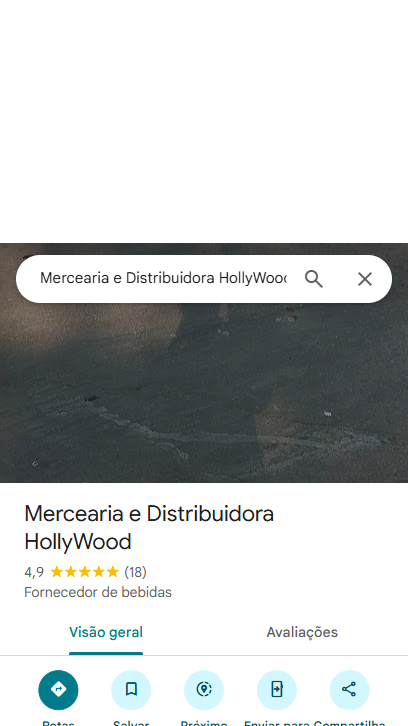 Mercearia e Distribuidora HollyWood
Mercearia e Distribuidora
HollyWood
4,9 ★★★★★ (18)
Fornecedor de bebidas
Visão geral
Avaliações
Rotas
Salvar
Próximo
Enviar para
Compartilha